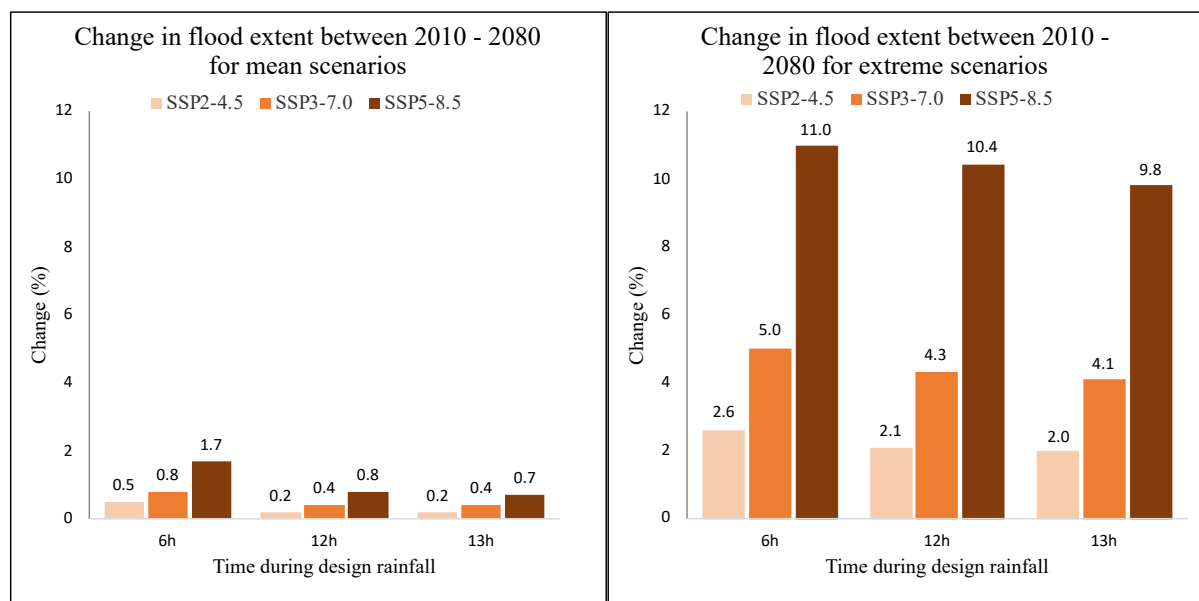 Change in flood extent between 2010 - 2080
for mean scenarios
SSP2-4.5 SSP3-7.0 SSP5-8.5
12
10
8
6
4
2
0
Change (%)
0.5 0.8 1.7
0.2 0.4 0.8
0.2 0.4 0.7
6h 12h 13h
Time during design rainfall
Change in flood extent between 2010 -
2080 for extreme scenarios
SSP2-4.5 SSP3-7.0 SSP5-8.5
12
10
8
6
4
2
0
Change (%)
2.6 5.0 11.0
2.1 4.3 10.4
2.0 4.1 9.8
6h 12h 13h
Time during design rainfall